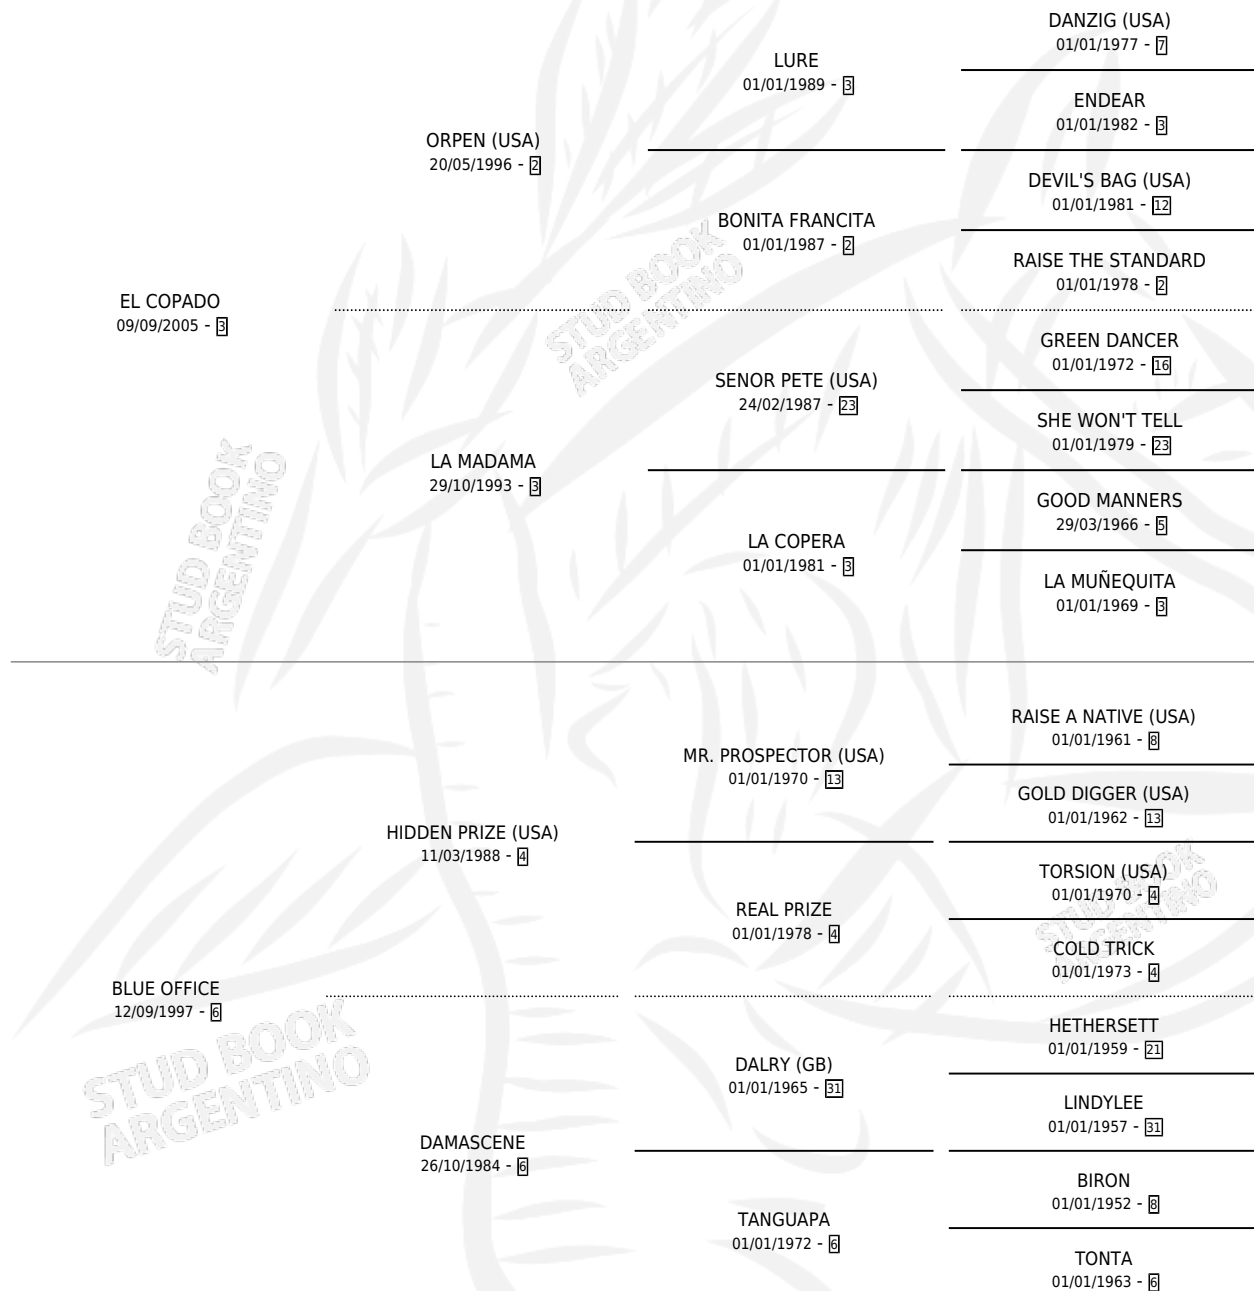 DANZIG (USA)
01/01/1977 - 7
LURE
01/01/1989 - 3
ENDEAR
01/01/1982 - 3
ORPEN (USA)
20/05/1996 - 2
DEVIL'S BAG (USA)
01/01/1981 - 12
BONITA FRANCITA
01/01/1987 - 2
RAISE THE STANDARD
01/01/1978 - 2
EL COPADO
09/09/2005 - 3
STUD BOOK
ARGENTINO
GREEN DANCER
01/01/1972 - 16
SENOR PETE (USA)
24/02/1987 - 23
SHE WON'T TELL
01/01/1979 - 23
LA MADAMA
29/10/1993 - 3
GOOD MANNERS
29/03/1966 - 5
LA COPERA
01/01/1981 - 3
LA MUÑEQUITA
01/01/1969 - 3
STUD BOOK
ARGENTINO
RAISE A NATIVE (USA)
01/01/1961 - 8
MR. PROSPECTOR (USA)
01/01/1970 - 13
GOLD DIGGER (USA)
01/01/1962 - 13
HIDDEN PRIZE (USA)
11/03/1988 - 4
TORSION (USA)
01/01/1970 - 4
REAL PRIZE
01/01/1978 - 4
STUD BOOK
ARGENTINO
COLD TRICK
01/01/1973 - 4
BLUE OFFICE
12/09/1997 - 6
HETHERSETT
01/01/1959 - 21
DALRY (GB)
01/01/1965 - 31
LINDYLEE
01/01/1957 - 31
STUD BOOK
ARGENTINO
DAMASCENE
26/10/1984 - 6
BIRON
01/01/1952 - 8
TANGUAPA
01/01/1972 - 6
TONTA
01/01/1963 - 6